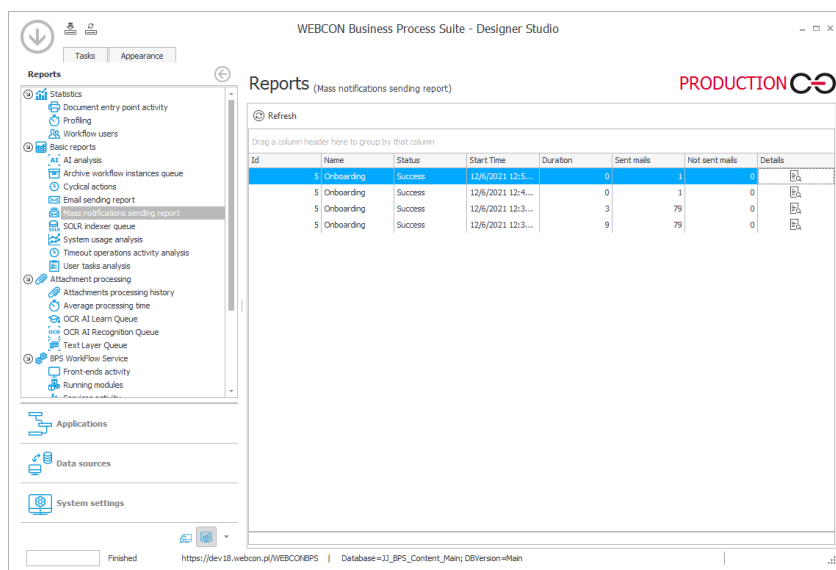 WEBCON Business Process Suite - Designer Studio
Tasks
Appearance
Reports
Statistics
Document entry point activity
Profiling
Workflow users
Basic reports
AI analysis
Archive workflow instances queue
Cyclical actions
Email sending report
Mass notifications sending report
SOLR indexer queue
System usage analysis
Timeout operations activity analysis
User tasks analysis
Attachment processing
Attachments processing history
Average processing time
OCR AI Learn Queue
OCR AI Recognition Queue
Text Layer Queue
BPS WorkFlow Service
Front-ends activity
Running modules
Applications
Data sources
System settings
Reports (Mass notifications sending report)
PRODUCTION
Refresh
Drag a column header here to group by that column
Id Name Status Start Time Duration Sent mails Not sent mails Details
5 Onboarding Success 12/6/2021 12:5... 0 1 0
5 Onboarding Success 12/6/2021 12:4... 0 1 0
5 Onboarding Success 12/6/2021 12:3... 3 79 0
5 Onboarding Success 12/6/2021 12:3... 9 79 0
Finished https://dev18.webcon.pl/WEBCONBPS | Database=JJ_BPS_Content_Main; DBVersion=Main